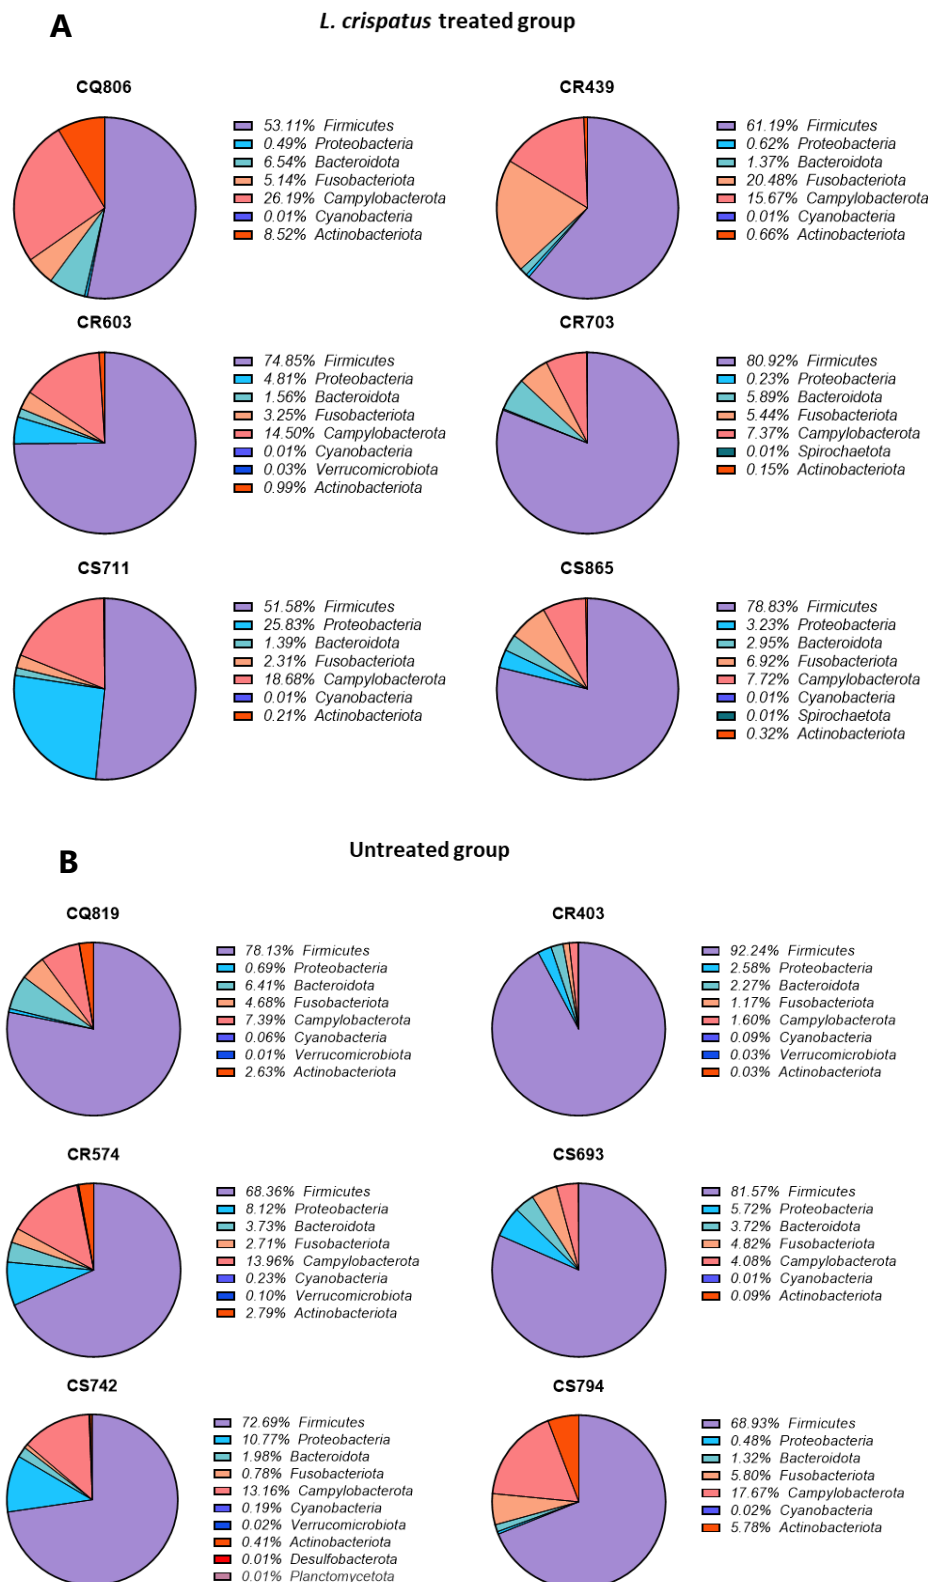 A
L. crispatus treated group
CQ806
53.11% Firmicutes
0.49% Proteobacteria
6.54% Bacteroidota
5.14% Fusobacteriota
26.19% Campylobacterota
0.01% Cyanobacteria
8.52% Actinobacteriota
CR439
61.19% Firmicutes
0.62% Proteobacteria
1.37% Bacteroidota
20.48% Fusobacteriota
15.67% Campylobacterota
0.01% Cyanobacteria
0.66% Actinobacteriota
CR603
74.85% Firmicutes
4.81% Proteobacteria
1.56% Bacteroidota
3.25% Fusobacteriota
14.50% Campylobacterota
0.01% Cyanobacteria
0.03% Verrucomicrobiota
0.99% Actinobacteriota
CR703
80.92% Firmicutes
0.23% Proteobacteria
5.89% Bacteroidota
5.44% Fusobacteriota
7.37% Campylobacterota
0.01% Spirochaetota
0.15% Actinobacteriota
CS711
51.58% Firmicutes
25.83% Proteobacteria
1.39% Bacteroidota
2.31% Fusobacteriota
18.68% Campylobacterota
0.01% Cyanobacteria
0.21% Actinobacteriota
CS865
78.83% Firmicutes
3.23% Proteobacteria
2.95% Bacteroidota
6.92% Fusobacteriota
7.72% Campylobacterota
0.01% Cyanobacteria
0.01% Spirochaetota
0.32% Actinobacteriota
B
Untreated group
CQ819
78.13% Firmicutes
0.69% Proteobacteria
6.41% Bacteroidota
4.68% Fusobacteriota
7.39% Campylobacterota
0.06% Cyanobacteria
0.01% Verrucomicrobiota
2.63% Actinobacteriota
CR403
92.24% Firmicutes
2.58% Proteobacteria
2.27% Bacteroidota
1.17% Fusobacteriota
1.60% Campylobacterota
0.09% Cyanobacteria
0.03% Verrucomicrobiota
0.03% Actinobacteriota
CR574
68.36% Firmicutes
8.12% Proteobacteria
3.73% Bacteroidota
2.71% Fusobacteriota
13.96% Campylobacterota
0.23% Cyanobacteria
0.10% Verrucomicrobiota
2.79% Actinobacteriota
CS693
81.57% Firmicutes
5.72% Proteobacteria
3.72% Bacteroidota
4.82% Fusobacteriota
4.08% Campylobacterota
0.01% Cyanobacteria
0.09% Actinobacteriota
CS742
72.69% Firmicutes
10.77% Proteobacteria
1.98% Bacteroidota
0.78% Fusobacteriota
13.16% Campylobacterota
0.19% Cyanobacteria
0.02% Verrucomicrobiota
0.41% Actinobacteriota
0.01% Desulfobacterota
0.01% Planctomycetota
CS794
68.93% Firmicutes
0.48% Proteobacteria
1.32% Bacteroidota
5.80% Fusobacteriota
17.67% Campylobacterota
0.02% Cyanobacteria
5.78% Actinobacteriota